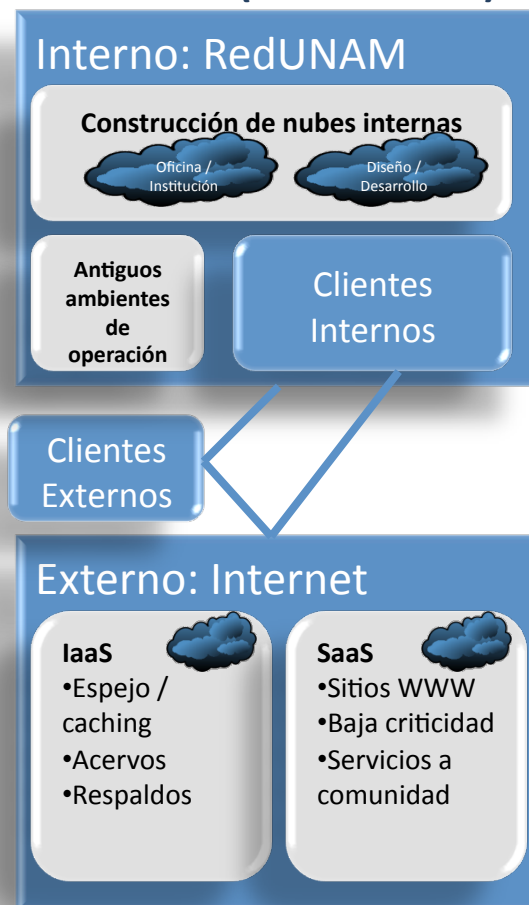 Interno: RedUNAM
Construcción de nubes internas
Oficina /
Institución
Diseño /
Desarrollo
Antiguos
ambientes
de
operación
Clientes
Internos
Clientes
Externos
Externo: Internet
IaaS
•Espejo /
caching
•Acervos
•Respaldos
SaaS
•Sitios WWW
•Baja criticidad
•Servicios a
comunidad